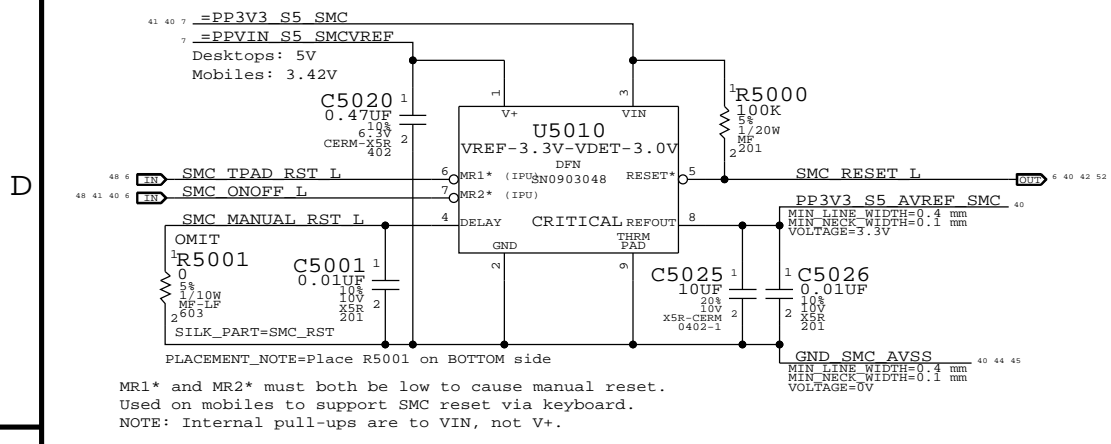 41 40 7 =PP3V3_S5_SMC
7 =PPVIN_S5_SMCVREF
Desktops: 5V
Mobiles: 3.42V
C5020
0.47UF
10%
6.3V
CERM-X5R
402
1
2
1
V+
3
VIN
U5010
VREF-3.3V-VDET-3.0V
DFN
SN0903048
CRITICAL
R5000
100K
5%
1/20W
MF
201
1
2
D
48 6 IN SMC_TPAD_RST_L 6 MR1* (IPU)
48 41 40 6 IN SMC_ONOFF_L 7 MR2* (IPU)
SMC_MANUAL_RST_L 4 DELAY
RESET* 5 SMC_RESET_L OUT 6 40 42 52
REFOUT 8
PP3V3_S5_AVREF_SMC 40
MIN_LINE_WIDTH=0.4 mm
MIN_NECK_WIDTH=0.1 mm
VOLTAGE=3.3V
GND
2
THRM
PAD
9
OMIT
R5001
0
5%
1/10W
MF-LF
603
1
2
SILK_PART=SMC_RST
C5001
0.01UF
10%
10V
X5R
201
1
2
C5025
10UF
20%
10V
X5R-CERM
0402-1
1
2
C5026
0.01UF
10%
10V
X5R
201
1
2
PLACEMENT_NOTE=Place R5001 on BOTTOM side
GND_SMC_AVSS 40 44 45
MIN_LINE_WIDTH=0.4 mm
MIN_NECK_WIDTH=0.1 mm
VOLTAGE=0V
MR1* and MR2* must both be low to cause manual reset.
Used on mobiles to support SMC reset via keyboard.
NOTE: Internal pull-ups are to VIN, not V+.